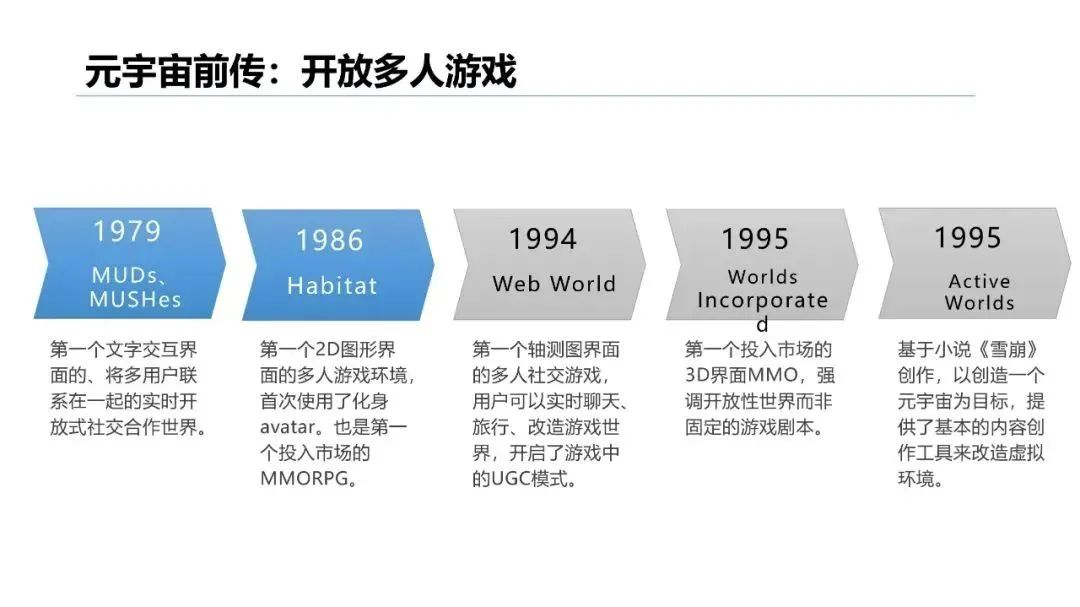 元宇宙前传：开放多人游戏
1979
MUDs、
MUSHes
第一个文字交互界
面的、将多用户联
系在一起的实时开
放式社交合作世界。
1986
Habitat
第一个2D图形界
面的多人游戏环境，
首次使用了化身
avatar。也是第一
个投入市场的
MMORPG。
1994
Web World
第一个轴测图界面
的多人社交游戏，
用户可以实时聊天、
旅行、改造游戏世
界，开启了游戏中
的UGC模式。
1995
Worlds
Incorporate
d
第一个投入市场的
3D界面MMO，强
调开放性世界而非
固定的游戏剧本。
1995
Active
Worlds
基于小说《雪崩》
创作，以创造一个
元宇宙为目标，提
供了基本的内容创
作工具来改造虚拟
环境。